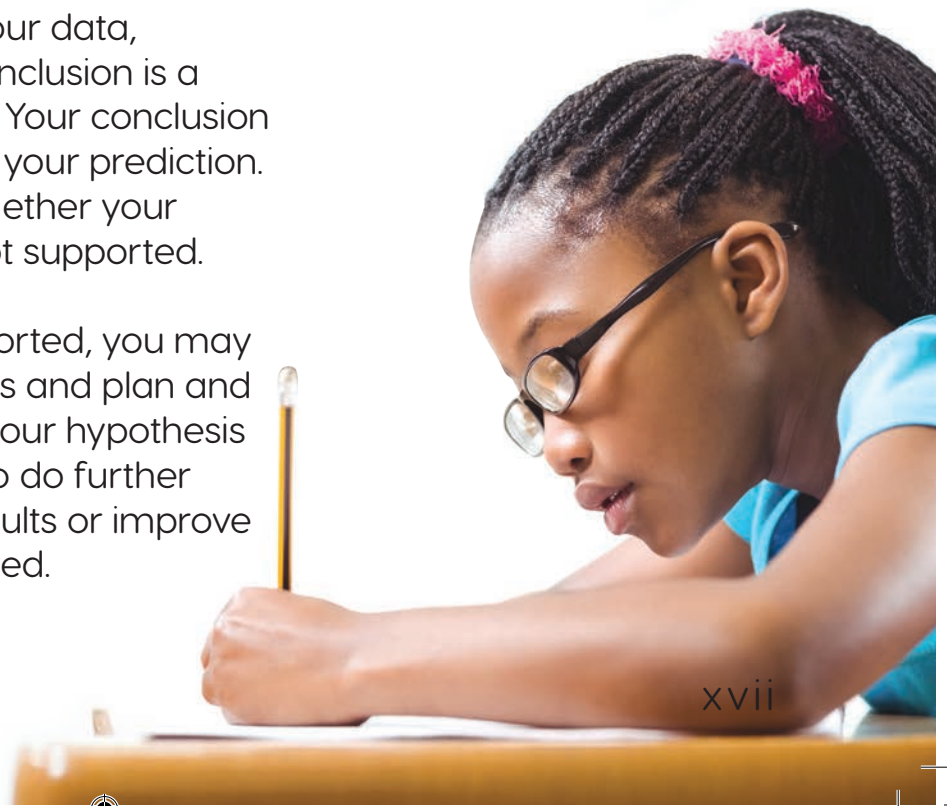 our data,
nclusion is a
Your conclusion
your prediction.
ether your
t supported.
orted, you may
s and plan and
our hypothesis
o do further
ults or improve
ed.
xvii